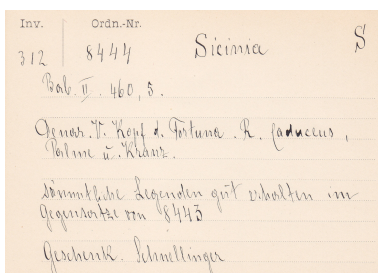 Inv. Ordn.-Nr.
312 8444 Sicinia S
Bab. II. 460, 5.
Denar. V. Kopf d. Fortuna. R. Caduceus,
Palme u. Kranz.
sämmtliche Legenden gut erhalten im
Gegensatze von 8443
Geschenk. Schnellinger